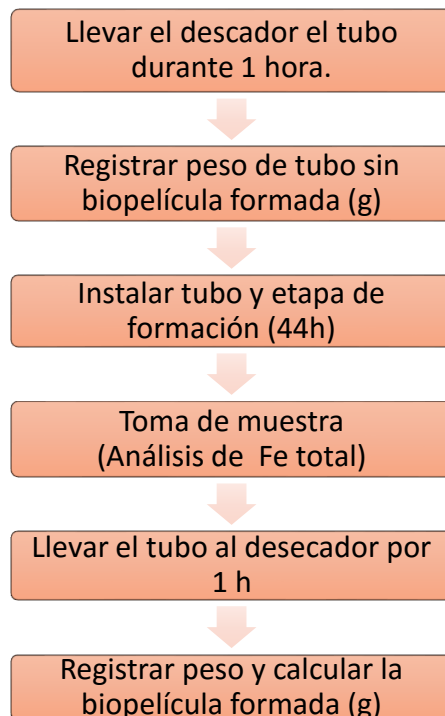 Llevar el descador el tubo
durante 1 hora.
Registrar peso de tubo sin
biopelícula formada (g)
Instalar tubo y etapa de
formación (44h)
Toma de muestra
(Análisis de  Fe total)
Llevar el tubo al desecador por
1 h
Registrar peso y calcular la
biopelícula formada (g)